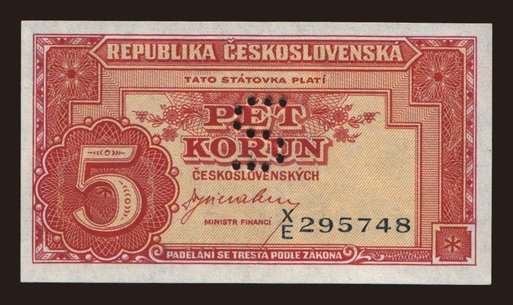 REPUBLIKA ČESKOSLOVENSKÁ
TATO STÁTOVKA PLATÍ
PĚT
KORUN
ČESKOSLOVENSKÝCH
5
MINISTR FINANCÍ
X/E 295748
PADĚLÁNÍ SE TRESTÁ PODLE ZÁKONA